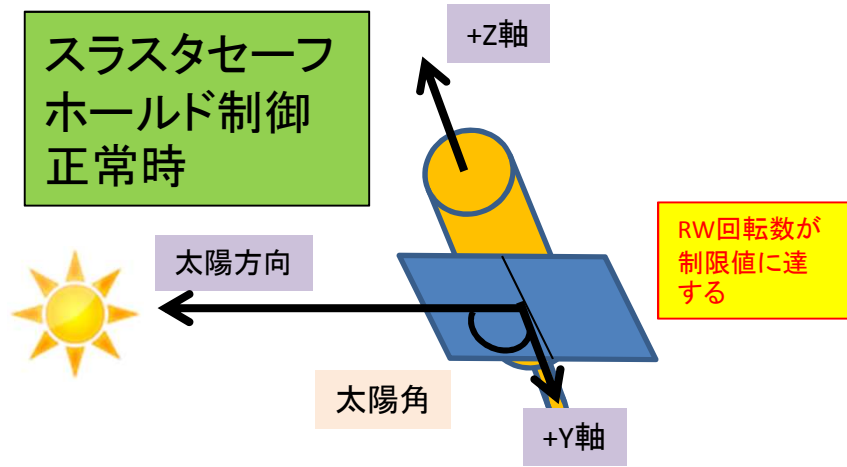 スラスタセーフ
ホールド制御
正常時
+Z軸
太陽方向
RW回転数が
制限値に達
する
太陽角
+Y軸